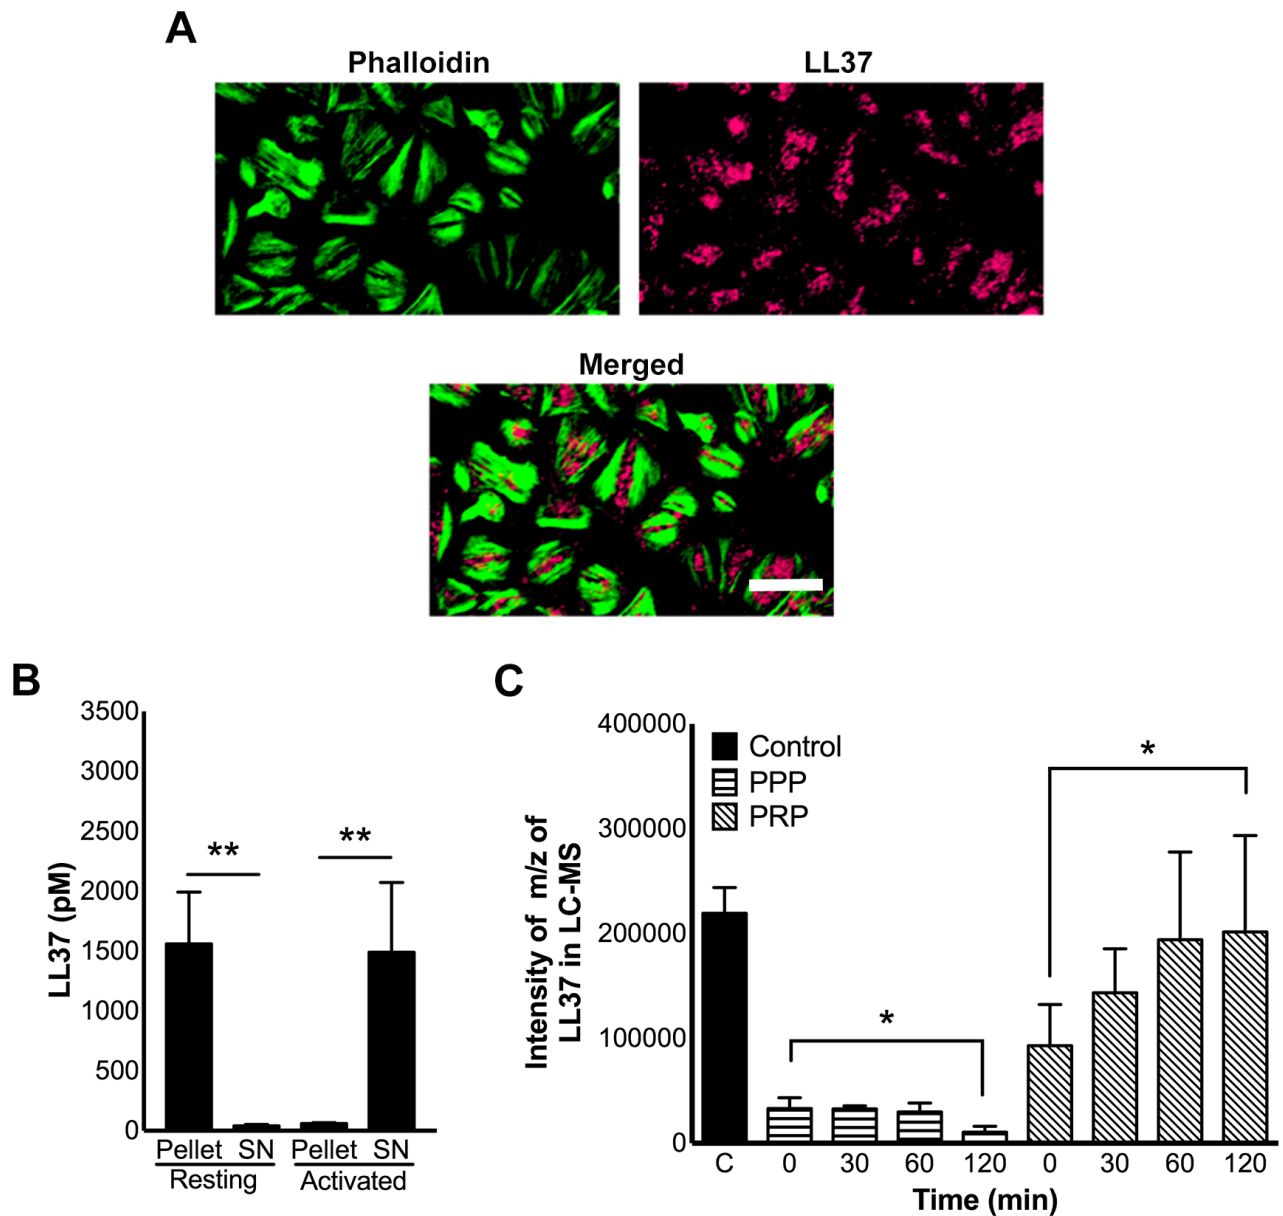 A
Phalloidin
LL37
Merged
B
LL37 (pM)
3500
3000
2500
2000
1500
1000
500
0
**
**
Pellet SN Pellet SN
Resting Activated
C
Intensity of m/z of
LL37 in LC-MS
400000
300000
200000
100000
0
Control
PPP
PRP
*
*
C 0 30 60 120 0 30 60 120
Time (min)